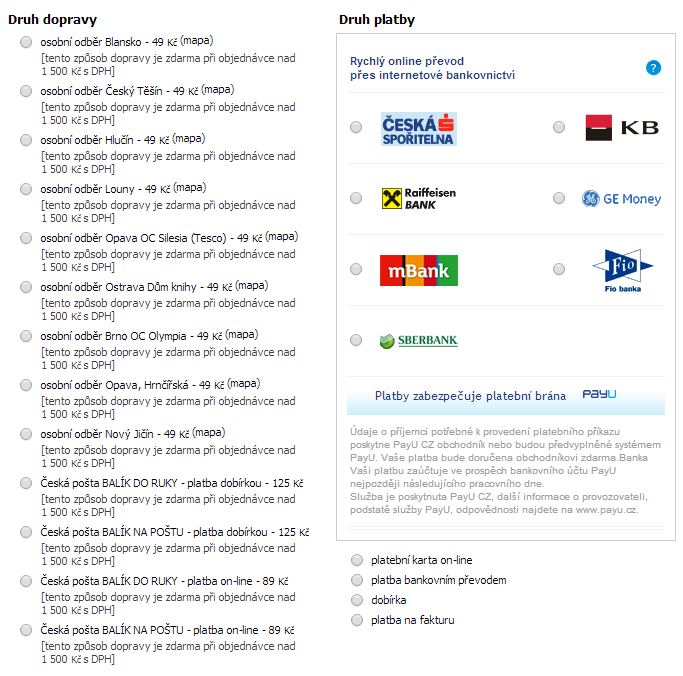 Druh dopravy
osobní odběr Blansko - 49 Kč (mapa)
[tento způsob dopravy je zdarma při objednávce nad
1 500 Kč s DPH]
osobní odběr Český Těšín - 49 Kč (mapa)
[tento způsob dopravy je zdarma při objednávce nad
1 500 Kč s DPH]
osobní odběr Hlučín - 49 Kč (mapa)
[tento způsob dopravy je zdarma při objednávce nad
1 500 Kč s DPH]
osobní odběr Louny - 49 Kč (mapa)
[tento způsob dopravy je zdarma při objednávce nad
1 500 Kč s DPH]
osobní odběr Opava OC Silesia (Tesco) - 49 Kč (mapa)
[tento způsob dopravy je zdarma při objednávce nad
1 500 Kč s DPH]
osobní odběr Ostrava Dům knihy - 49 Kč (mapa)
[tento způsob dopravy je zdarma při objednávce nad
1 500 Kč s DPH]
osobní odběr Brno OC Olympia - 49 Kč (mapa)
[tento způsob dopravy je zdarma při objednávce nad
1 500 Kč s DPH]
osobní odběr Opava, Hrnčířská - 49 Kč (mapa)
[tento způsob dopravy je zdarma při objednávce nad
1 500 Kč s DPH]
osobní odběr Nový Jičín - 49 Kč (mapa)
[tento způsob dopravy je zdarma při objednávce nad
1 500 Kč s DPH]
Česká pošta BALÍK DO RUKY - platba dobírkou - 125 Kč
[tento způsob dopravy je zdarma při objednávce nad
1 500 Kč s DPH]
Česká pošta BALÍK NA POŠTU - platba dobírkou - 125 Kč
[tento způsob dopravy je zdarma při objednávce nad
1 500 Kč s DPH]
Česká pošta BALÍK DO RUKY - platba on-line - 89 Kč
[tento způsob dopravy je zdarma při objednávce nad
1 500 Kč s DPH]
Česká pošta BALÍK NA POŠTU - platba on-line - 89 Kč
[tento způsob dopravy je zdarma při objednávce nad
1 500 Kč s DPH]
Druh platby
Rychlý online převod
přes internetové bankovnictví
?
ČESKÁ
SPOŘITELNA
KB
Raiffeisen
BANK
GE Money
mBank
Fio
Fio banka
SBERBANK
Platby zabezpečuje platební brána PayU
Údaje o příjemci potřebné k provedení platebního příkazu
poskytne PayU CZ obchodník nebo budou předvyplněné systémem
PayU. Vaše platba bude doručena obchodníkovi zdarma.Banka
Vaši platbu zaúčtuje ve prospěch bankovního účtu PayU
nejpozději následujícího pracovního dne.
Služba je poskytnuta PayU CZ, další informace o provozovateli,
podstatě služby PayU, odpovědnosti najdete na www.payu.cz.
platební karta on-line
platba bankovním převodem
dobírka
platba na fakturu